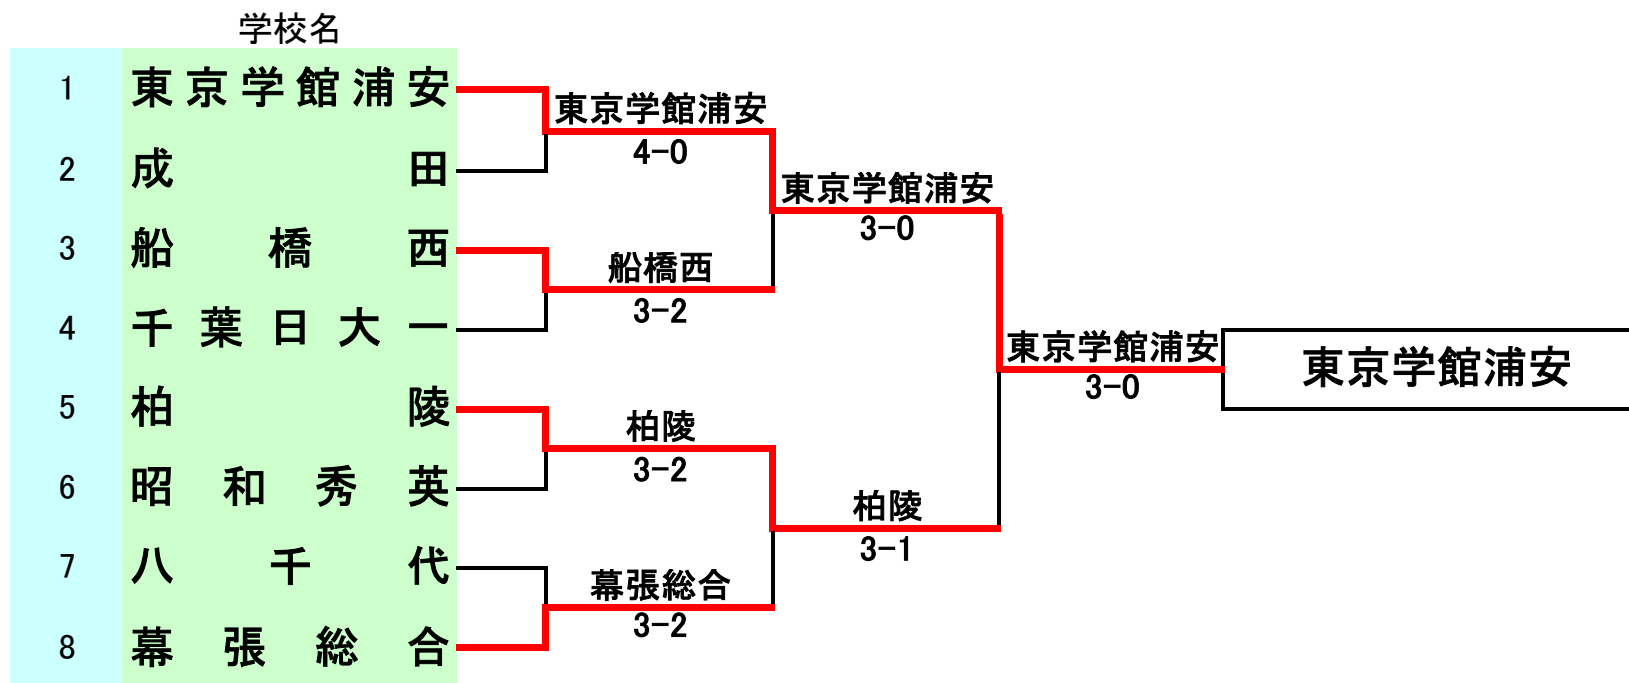 学校名
1 東京学館浦安
2 成田
3 船橋西
4 千葉日大一
5 柏陵
6 昭和秀英
7 八千代
8 幕張総合
東京学館浦安
4-0
船橋西
3-2
柏陵
3-2
幕張総合
3-2
東京学館浦安
3-0
柏陵
3-1
東京学館浦安
3-0
東京学館浦安